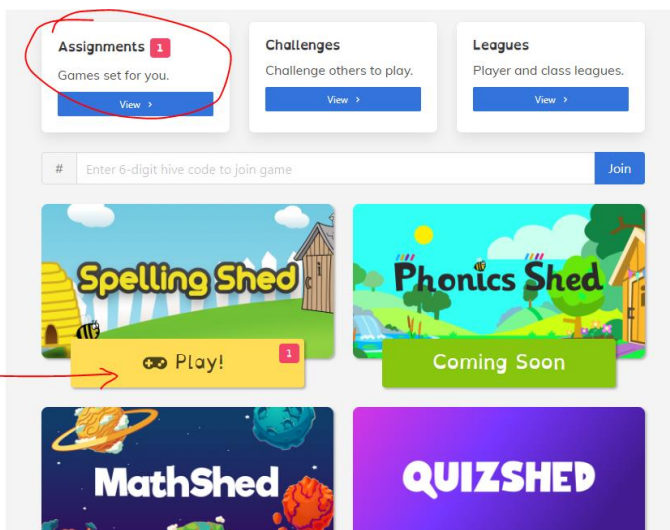 Assignments 1
Games set for you.
View >
Challenges
Challenge others to play.
View >
Leagues
Player and class leagues.
View >
# Enter 6-digit hive code to join game Join
Spelling Shed
Play! 1
Phonics Shed
Coming Soon
MathShed
QUIZSHED